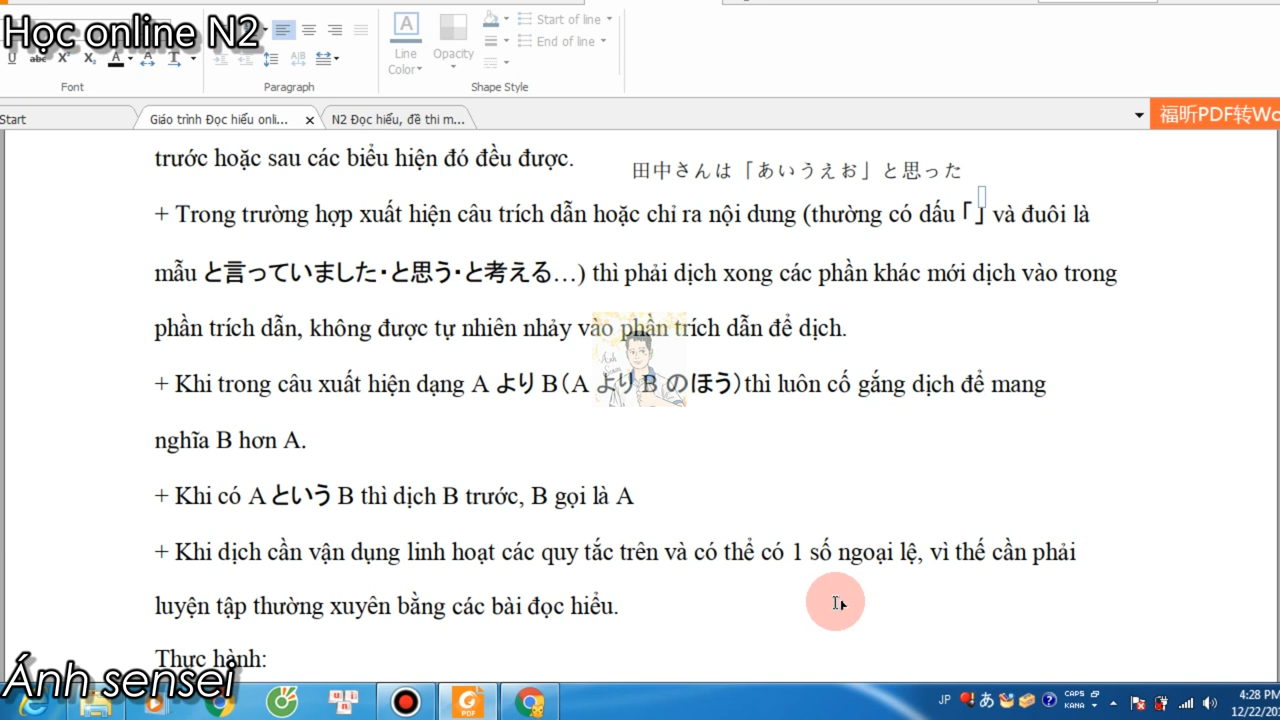 Học online N2
Start of line
End of line
Line
Color
Opacity
Font
Paragraph
Shape Style
Start
Giáo trình Đọc hiểu onli...
N2 Đọc hiểu, đề thi m...
福昕PDF转Wo
trước hoặc sau các biểu hiện đó đều được.
田中さんは「あいうえお」と思った
+ Trong trường hợp xuất hiện câu trích dẫn hoặc chỉ ra nội dung (thường có dấu「」và đuôi là
mẫu と言っていました・と思う・と考える…) thì phải dịch xong các phần khác mới dịch vào trong
phần trích dẫn, không được tự nhiên nhảy vào phần trích dẫn để dịch.
+ Khi trong câu xuất hiện dạng A より B（A より B のほう）thì luôn cố gắng dịch để mang
nghĩa B hơn A.
+ Khi có A という B thì dịch B trước, B gọi là A
+ Khi dịch cần vận dụng linh hoạt các quy tắc trên và có thể có 1 số ngoại lệ, vì thế cần phải
luyện tập thường xuyên bằng các bài đọc hiểu.
Thực hành:
Ánh sensei
JP
あ
CAPS
KANA
4:28 PM
12/22/20